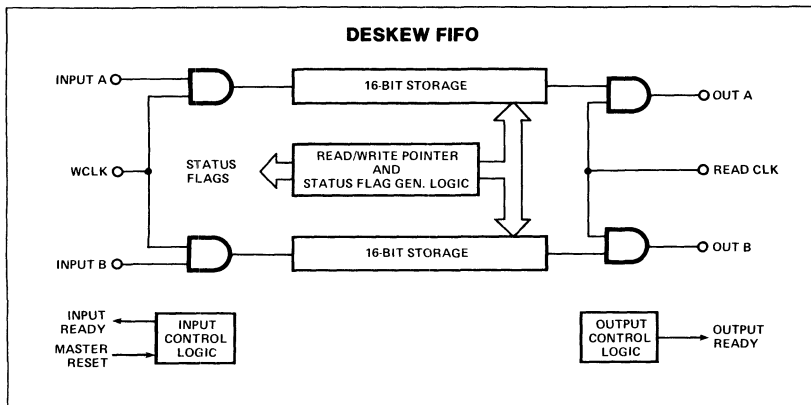 DESKEW FIFO
INPUT A
16-BIT STORAGE
OUT A
WCLK
STATUS
FLAGS
READ/WRITE POINTER
AND
STATUS FLAG GEN. LOGIC
READ CLK
INPUT B
16-BIT STORAGE
OUT B
INPUT
READY
MASTER
RESET
INPUT
CONTROL
LOGIC
OUTPUT
CONTROL
LOGIC
OUTPUT
READY